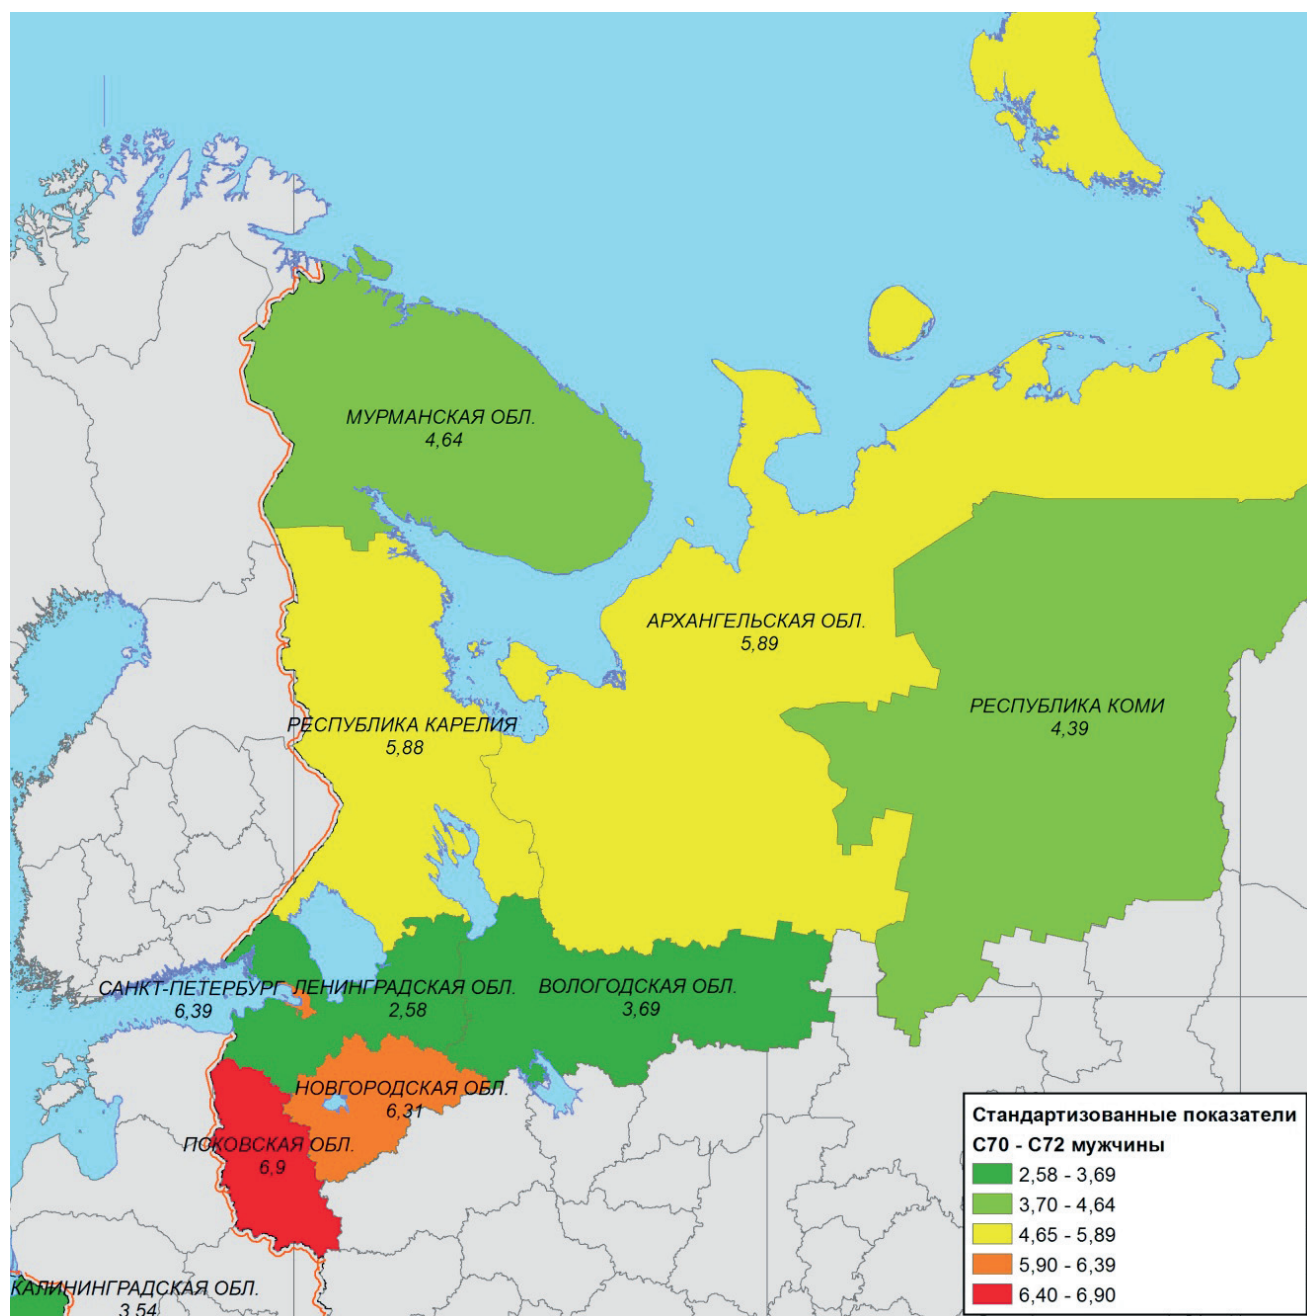 МУРМАНСКАЯ ОБЛ.
4,64
АРХАНГЕЛЬСКАЯ ОБЛ.
5,89
РЕСПУБЛИКА КОМИ
4,39
РЕСПУБЛИКА КАРЕЛИЯ
5,88
САНКТ-ПЕТЕРБУРГ
6,39
ЛЕНИНГРАДСКАЯ ОБЛ.
2,58
ВОЛОГОДСКАЯ ОБЛ.
3,69
НОВГОРОДСКАЯ ОБЛ.
6,31
ПСКОВСКАЯ ОБЛ.
6,9
КАЛИНИНГРАДСКАЯ ОБЛ.
3,54
Стандартизованные показатели
С70 - С72 мужчины
2,58 - 3,69
3,70 - 4,64
4,65 - 5,89
5,90 - 6,39
6,40 - 6,90